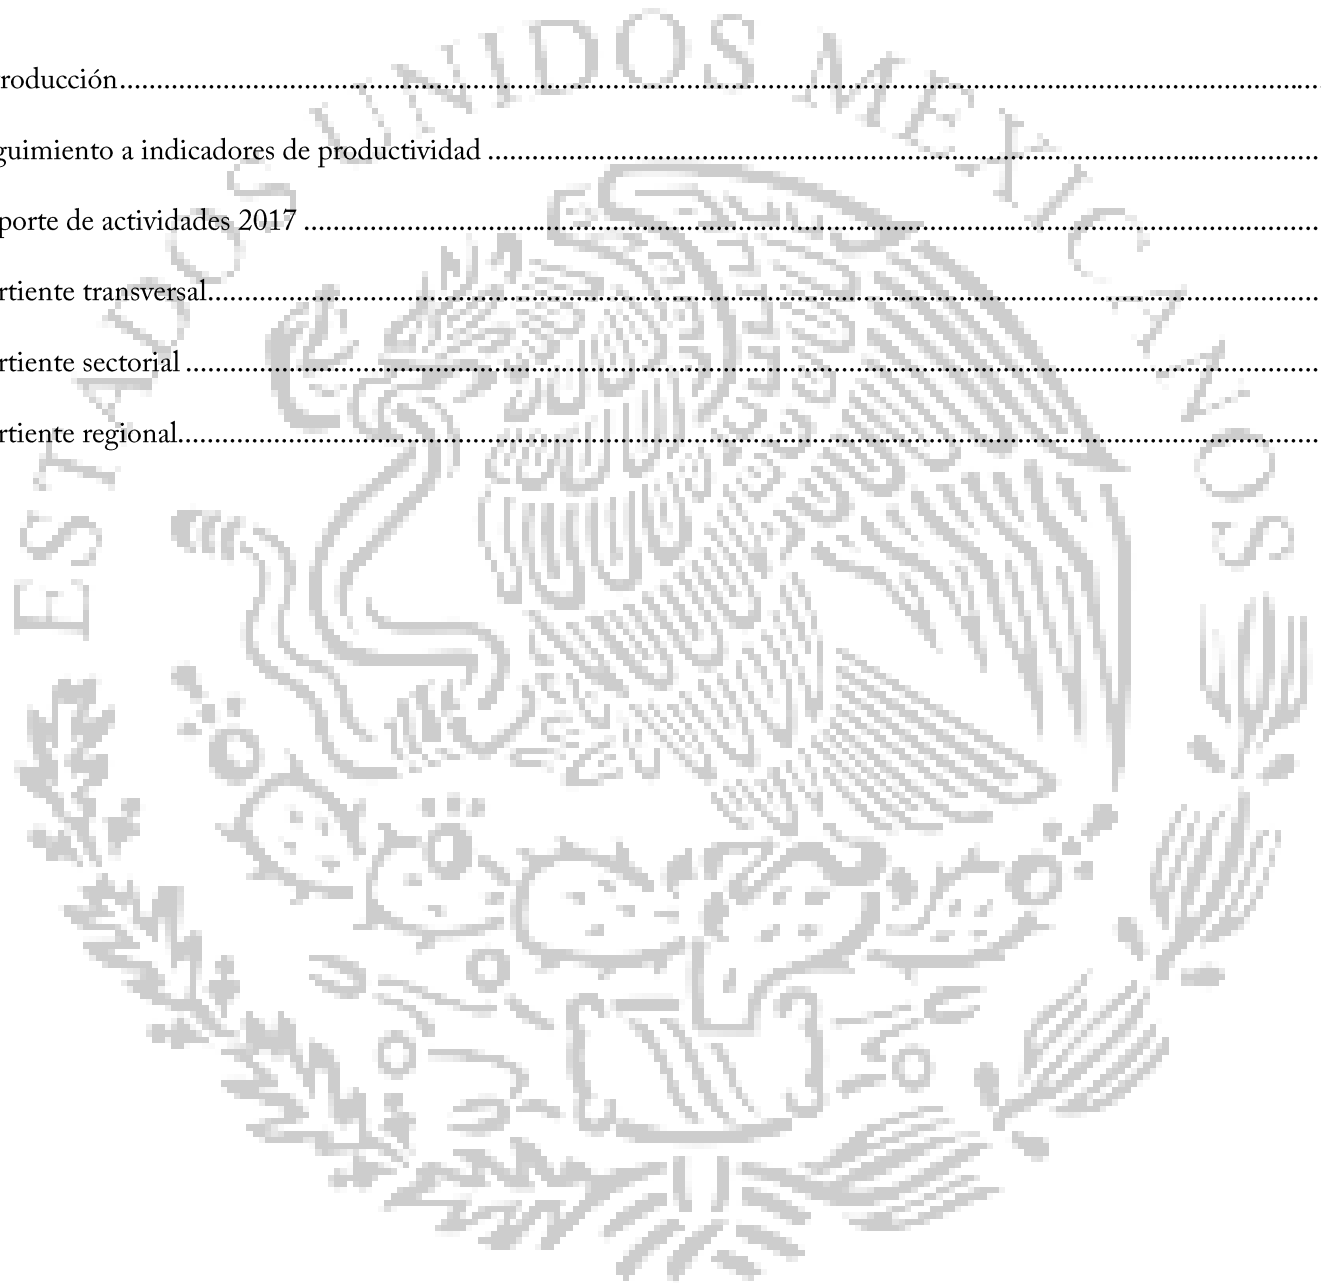 ESTADOS UNIDOS MEXICANOS
roducción
guimiento a indicadores de productividad
porte de actividades 2017
rtiente transversal
rtiente sectorial
rtiente regional